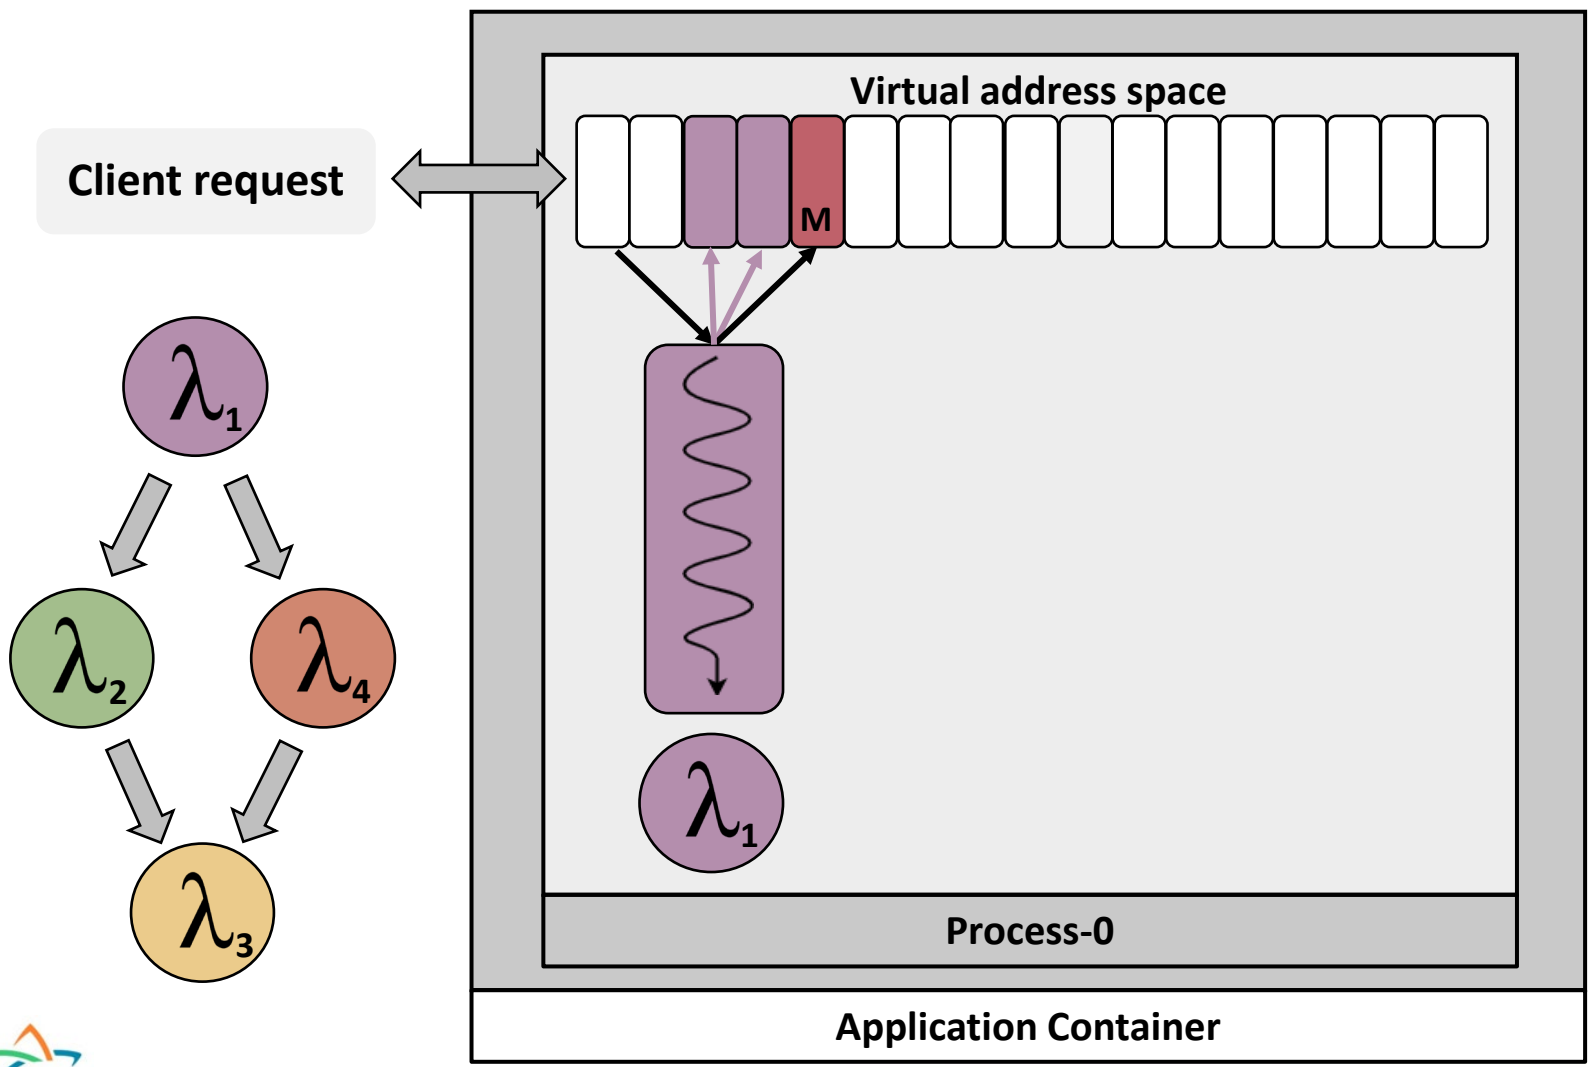 Virtual address space
Client request
M
λ1
λ2
λ4
λ3
λ1
Process-0
Application Container